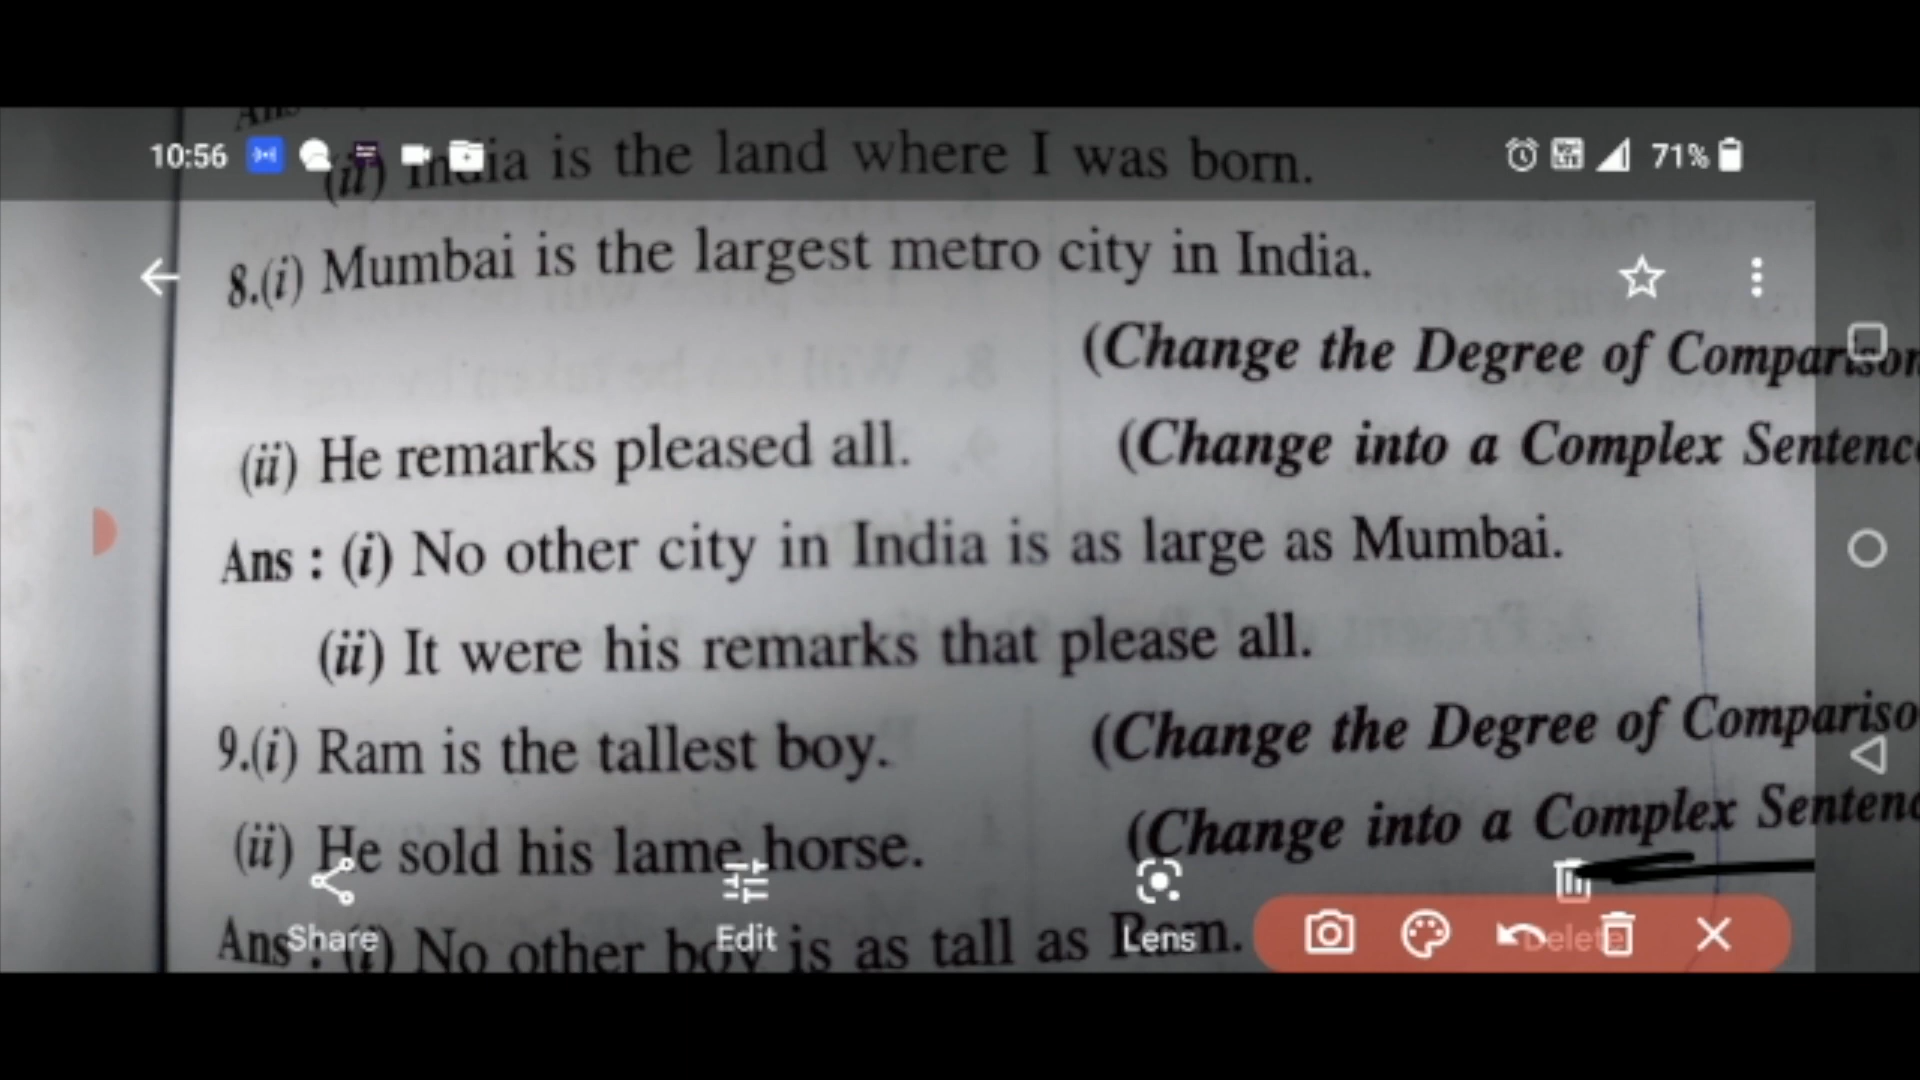 Ans
10:56 71%
(ii) India is the land where I was born.
8.(i) Mumbai is the largest metro city in India.
(Change the Degree of Comparison
(ii) He remarks pleased all. (Change into a Complex Sentence
Ans : (i) No other city in India is as large as Mumbai.
(ii) It were his remarks that please all.
9.(i) Ram is the tallest boy. (Change the Degree of Compariso
(ii) He sold his lame horse. (Change into a Complex Sentenc
Ans : (i) No other boy is as tall as Ram.
Share Edit Lens Delete